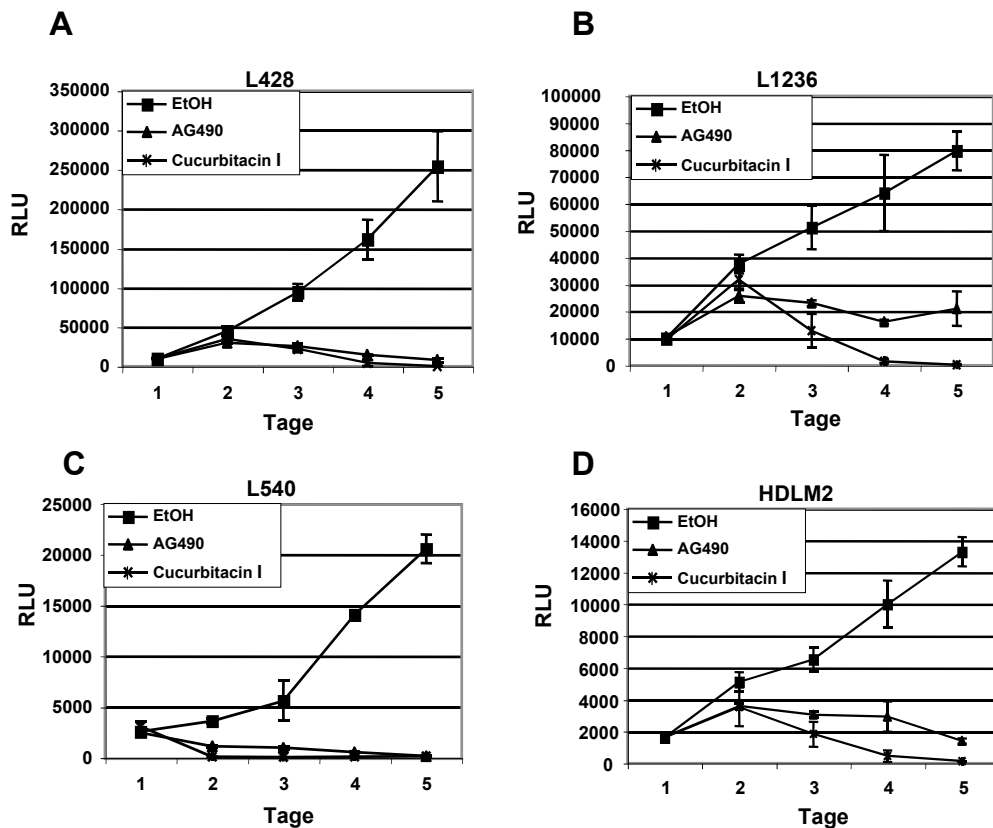 A
L428
350000
300000
250000
200000
150000
100000
50000
0
RLU
EtOH
AG490
Cucurbitacin I
1 2 3 4 5
Tage
B
L1236
100000
90000
80000
70000
60000
50000
40000
30000
20000
10000
0
RLU
EtOH
AG490
Cucurbitacin I
1 2 3 4 5
Tage
C
L540
25000
20000
15000
10000
5000
0
RLU
EtOH
AG490
Cucurbitacin I
1 2 3 4 5
Tage
D
HDLM2
16000
14000
12000
10000
8000
6000
4000
2000
0
RLU
EtOH
AG490
Cucurbitacin I
1 2 3 4 5
Tage